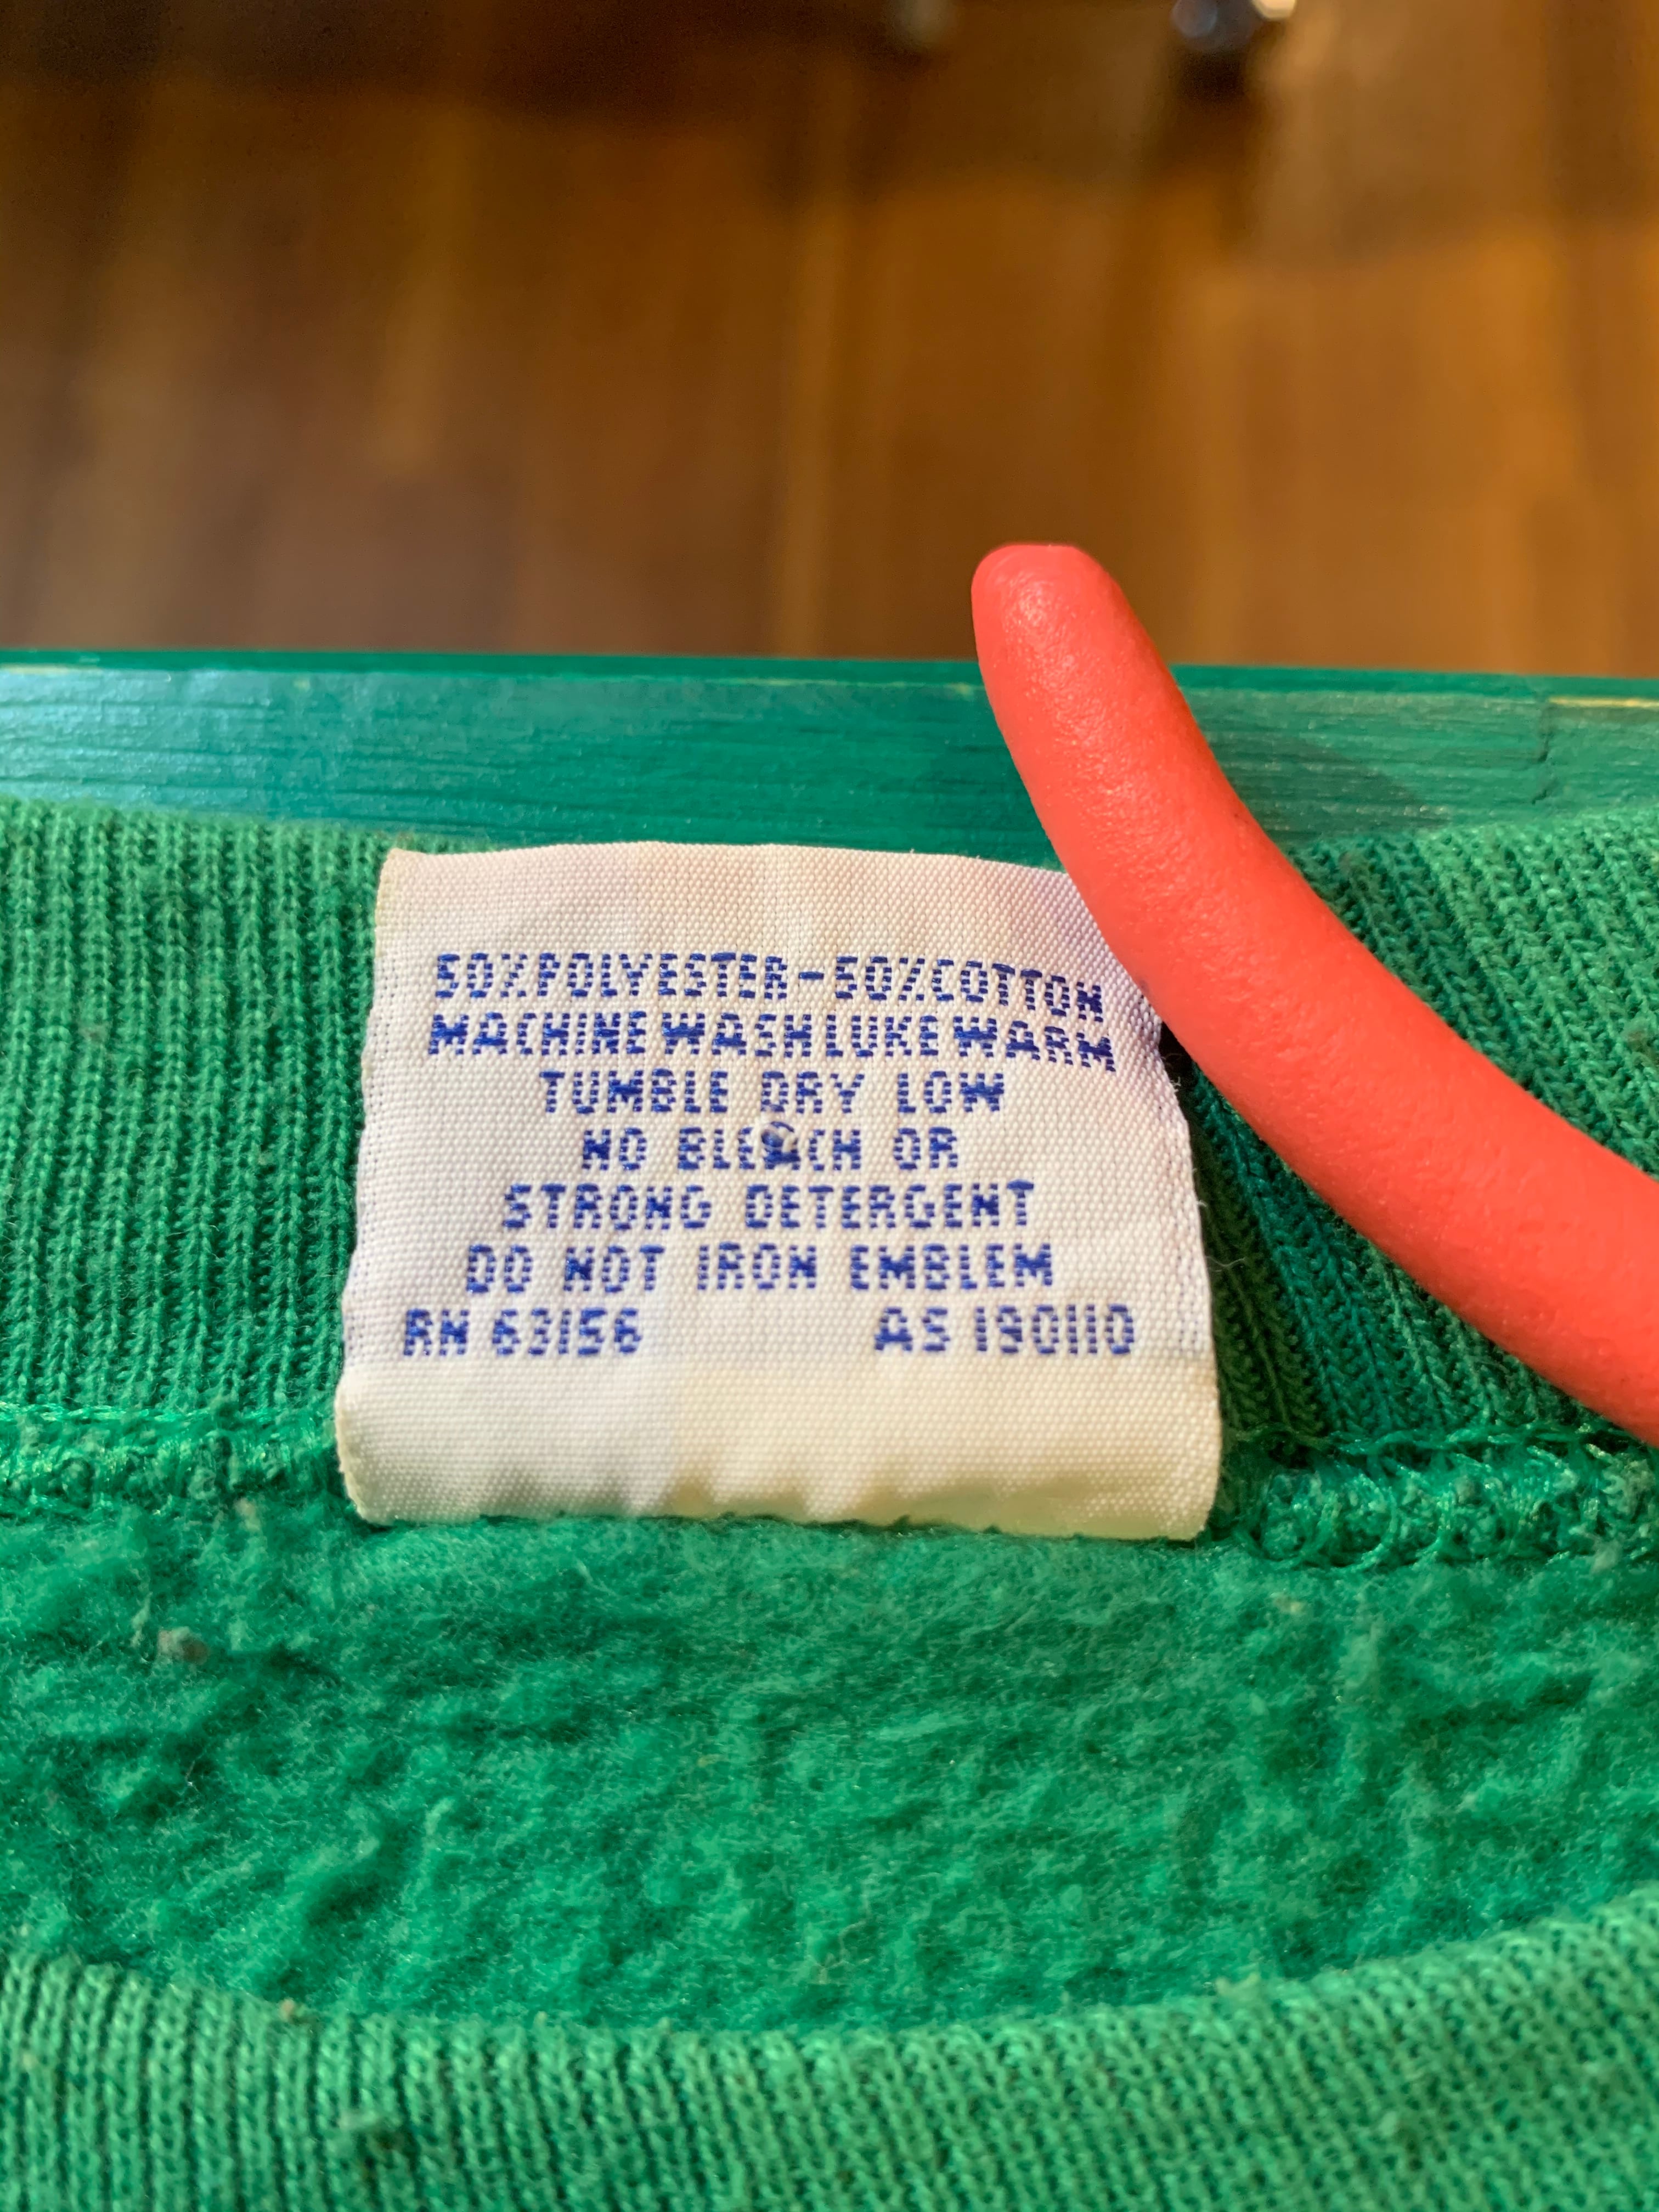 50% POLYESTER-50% COTTON
MACHINE WASH LUKE WARM
TUMBLE DRY LOW
NO BLEACH OR
STRONG DETERGENT
DO NOT IRON EMBLEM
RN 63156 AS 190110